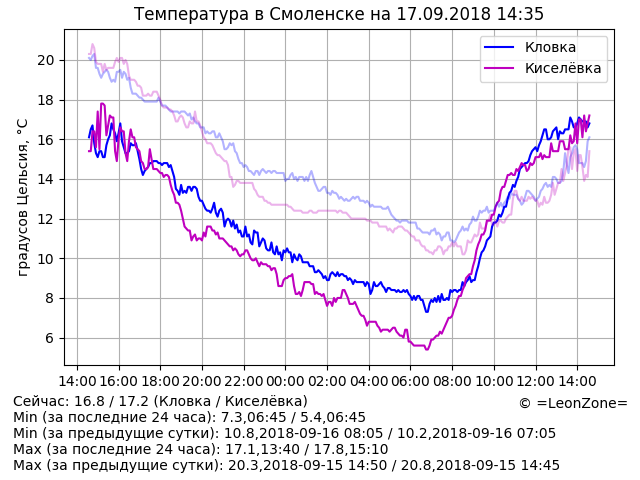 Температура в Смоленске на 17.09.2018 14:35
Кловка
Киселёвка
градусов Цельсия, °C
20
18
16
14
12
10
8
6
14:00 16:00 18:00 20:00 22:00 00:00 02:00 04:00 06:00 08:00 10:00 12:00 14:00
Сейчас: 16.8 / 17.2 (Кловка / Киселёвка)
© =LeonZone=
Min (за последние 24 часа): 7.3,06:45 / 5.4,06:45
Min (за предыдущие сутки): 10.8,2018-09-16 08:05 / 10.2,2018-09-16 07:05
Max (за последние 24 часа): 17.1,13:40 / 17.8,15:10
Max (за предыдущие сутки): 20.3,2018-09-15 14:50 / 20.8,2018-09-15 14:45